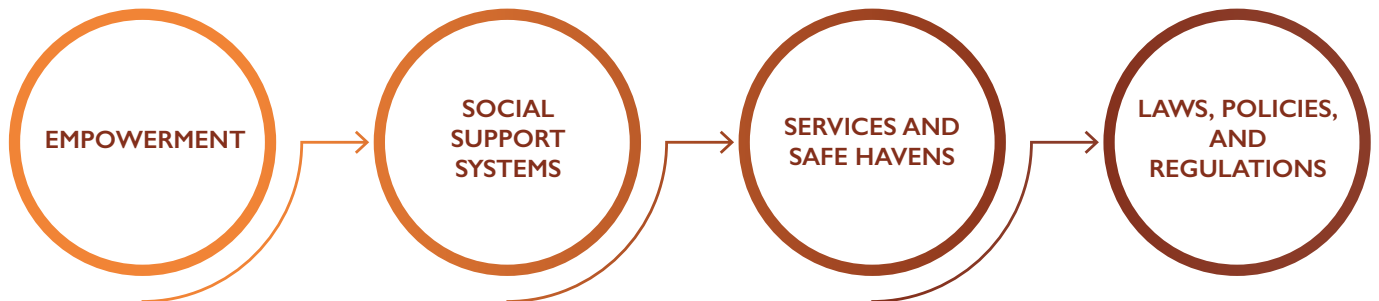 EMPOWERMENT
SOCIAL
SUPPORT
SYSTEMS
SERVICES AND
SAFE HAVENS
LAWS, POLICIES,
AND
REGULATIONS